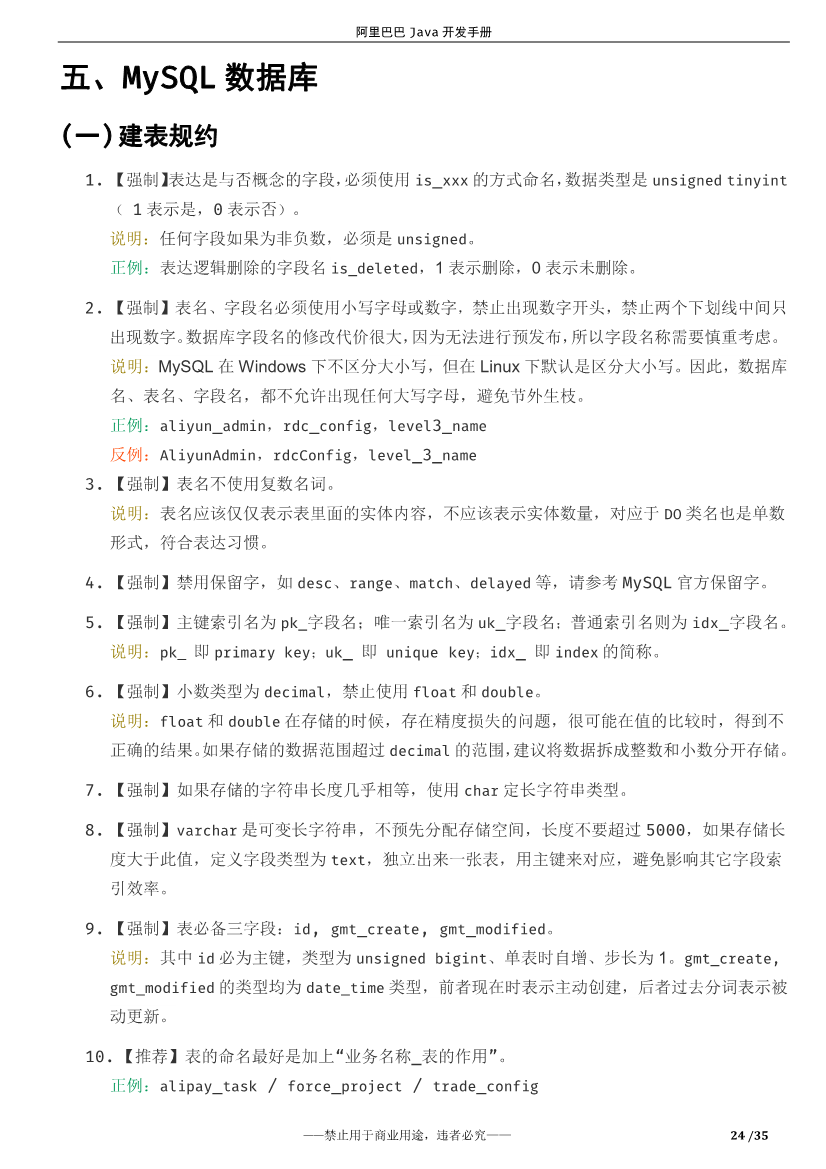 阿里巴巴 Java 开发手册
五、MySQL 数据库
(一)建表规约
1. 【强制】表达是与否概念的字段，必须使用 is_xxx 的方式命名，数据类型是 unsigned tinyint
（ 1 表示是，0 表示否）。
说明：任何字段如果为非负数，必须是 unsigned。
正例：表达逻辑删除的字段名 is_deleted，1 表示删除，0 表示未删除。
2. 【强制】表名、字段名必须使用小写字母或数字，禁止出现数字开头，禁止两个下划线中间只
出现数字。数据库字段名的修改代价很大，因为无法进行预发布，所以字段名称需要慎重考虑。
说明：MySQL 在 Windows 下不区分大小写，但在 Linux 下默认是区分大小写。因此，数据库
名、表名、字段名，都不允许出现任何大写字母，避免节外生枝。
正例：aliyun_admin，rdc_config，level3_name
反例：AliyunAdmin，rdcConfig，level_3_name
3. 【强制】表名不使用复数名词。
说明：表名应该仅仅表示表里面的实体内容，不应该表示实体数量，对应于 DO 类名也是单数
形式，符合表达习惯。
4. 【强制】禁用保留字，如 desc、range、match、delayed 等，请参考 MySQL 官方保留字。
5. 【强制】主键索引名为 pk_字段名；唯一索引名为 uk_字段名；普通索引名则为 idx_字段名。
说明：pk_ 即 primary key；uk_ 即 unique key；idx_ 即 index 的简称。
6. 【强制】小数类型为 decimal，禁止使用 float 和 double。
说明：float 和 double 在存储的时候，存在精度损失的问题，很可能在值的比较时，得到不
正确的结果。如果存储的数据范围超过 decimal 的范围，建议将数据拆成整数和小数分开存储。
7. 【强制】如果存储的字符串长度几乎相等，使用 char 定长字符串类型。
8. 【强制】varchar 是可变长字符串，不预先分配存储空间，长度不要超过 5000，如果存储长
度大于此值，定义字段类型为 text，独立出来一张表，用主键来对应，避免影响其它字段索
引效率。
9. 【强制】表必备三字段：id, gmt_create, gmt_modified。
说明：其中 id 必为主键，类型为 unsigned bigint、单表时自增、步长为 1。gmt_create,
gmt_modified 的类型均为 date_time 类型，前者现在时表示主动创建，后者过去分词表示被
动更新。
10. 【推荐】表的命名最好是加上“业务名称_表的作用”。
正例：alipay_task / force_project / trade_config
——禁止用于商业用途，违者必究——
24 /35